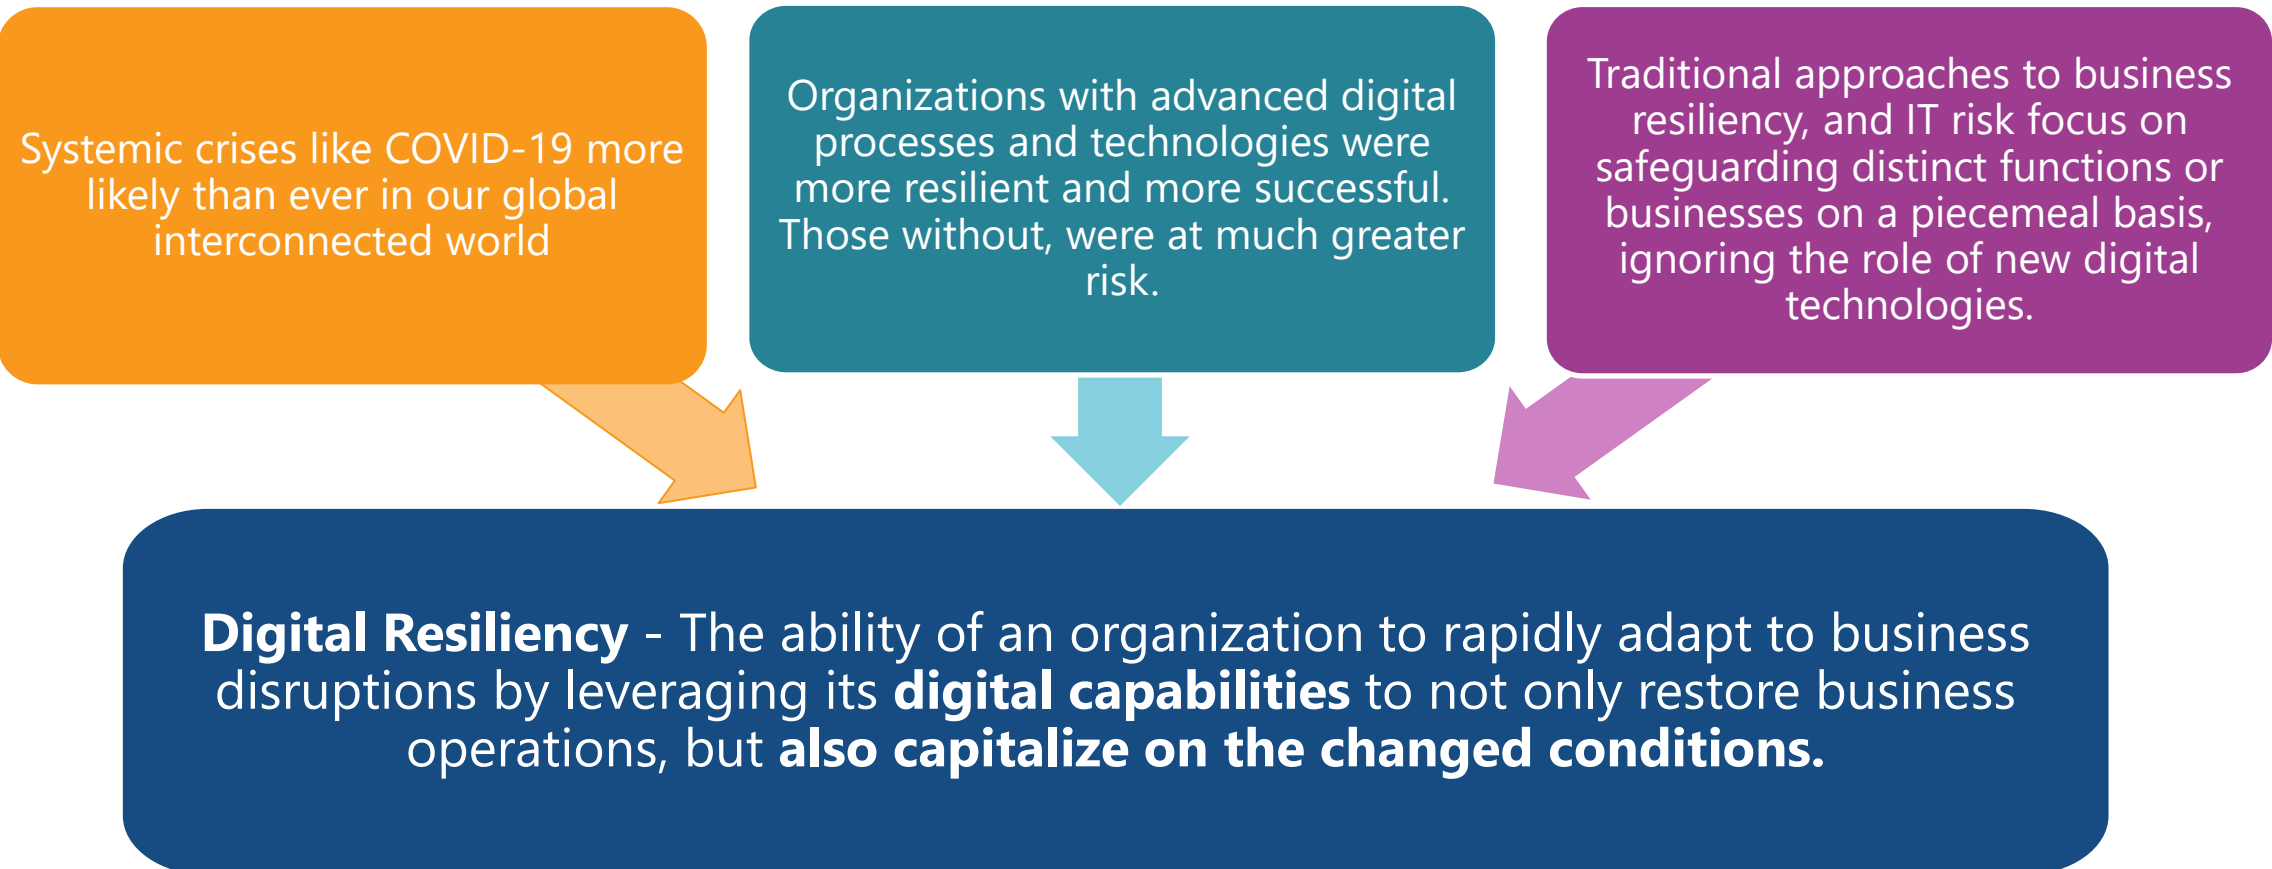 Systemic crises like COVID-19 more
likely than ever in our global
interconnected world
Organizations with advanced digital
processes and technologies were
more resilient and more successful.
Those without, were at much greater
risk.
Traditional approaches to business
resiliency, and IT risk focus on
safeguarding distinct functions or
businesses on a piecemeal basis,
ignoring the role of new digital
technologies.
Digital Resiliency - The ability of an organization to rapidly adapt to business
disruptions by leveraging its digital capabilities to not only restore business
operations, but also capitalize on the changed conditions.